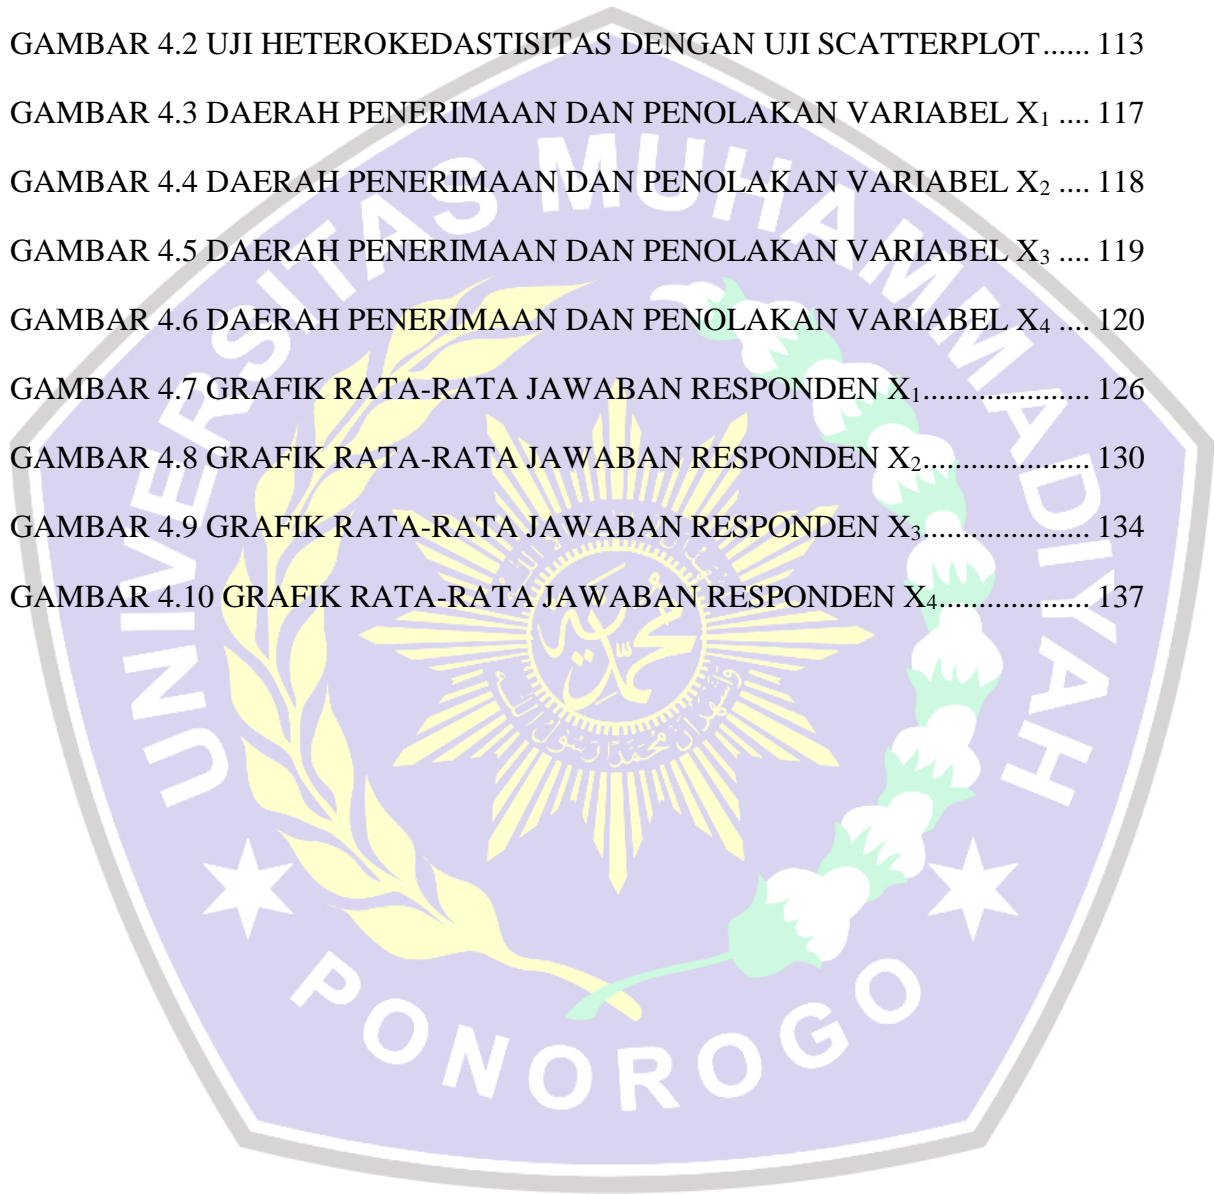 GAMBAR 4.2 UJI HETEROKEDASTISITAS DENGAN UJI SCATTERPLOT...... 113
GAMBAR 4.3 DAERAH PENERIMAAN DAN PENOLAKAN VARIABEL X₁ .... 117
GAMBAR 4.4 DAERAH PENERIMAAN DAN PENOLAKAN VARIABEL X₂ .... 118
GAMBAR 4.5 DAERAH PENERIMAAN DAN PENOLAKAN VARIABEL X₃ .... 119
GAMBAR 4.6 DAERAH PENERIMAAN DAN PENOLAKAN VARIABEL X₄ .... 120
GAMBAR 4.7 GRAFIK RATA-RATA JAWABAN RESPONDEN X₁..................... 126
GAMBAR 4.8 GRAFIK RATA-RATA JAWABAN RESPONDEN X₂..................... 130
GAMBAR 4.9 GRAFIK RATA-RATA JAWABAN RESPONDEN X₃..................... 134
GAMBAR 4.10 GRAFIK RATA-RATA JAWABAN RESPONDEN X₄................... 137
UNIVERSITAS MUHAMMADIYAH
PONOROGO
محمدية